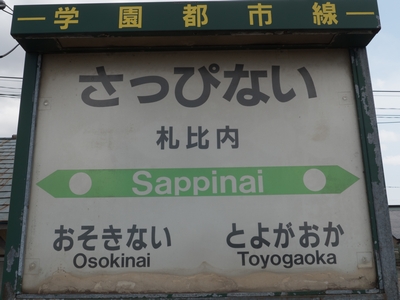 学園都市線
さっぴない
札比内
Sappinai
おそきない とよがおか
Osokinai Toyogaoka